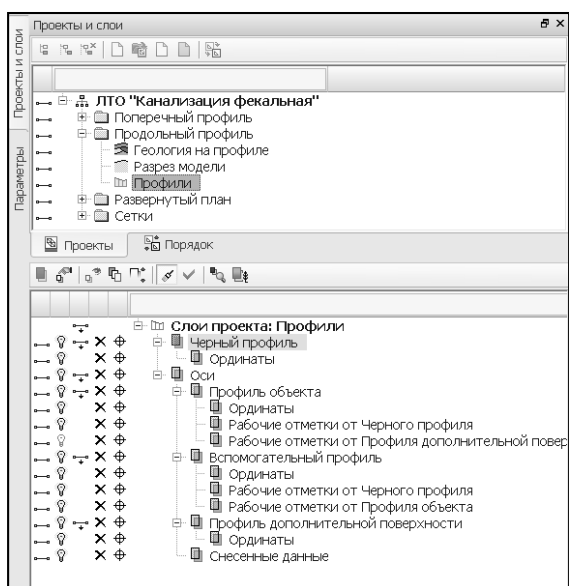 Проекты и слои
Проекты и слои
Параметры
ЛТО "Канализация фекальная"
Поперечный профиль
Продольный профиль
Геология на профиле
Разрез модели
Профили
Развернутый план
Сетки
Проекты
Порядок
Слои проекта: Профили
Черный профиль
Ординаты
Оси
Профиль объекта
Ординаты
Рабочие отметки от Черного профиля
Рабочие отметки от Профиля дополнительной повер
Вспомогательный профиль
Ординаты
Рабочие отметки от Черного профиля
Рабочие отметки от Профиля объекта
Профиль дополнительной поверхности
Ординаты
Снесенные данные